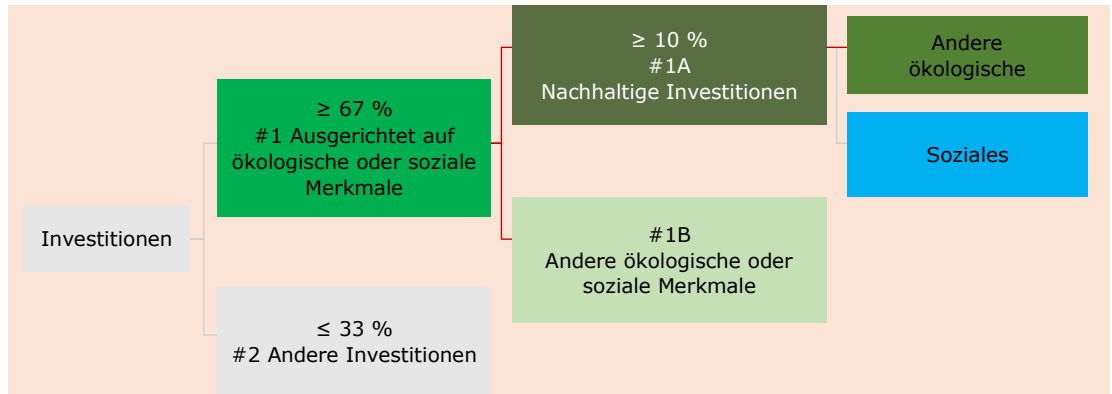 Investitionen
≥ 67 %
#1 Ausgerichtet auf
ökologische oder soziale
Merkmale
≤ 33 %
#2 Andere Investitionen
≥ 10 %
#1A
Nachhaltige Investitionen
#1B
Andere ökologische oder
soziale Merkmale
Andere
ökologische
Soziales